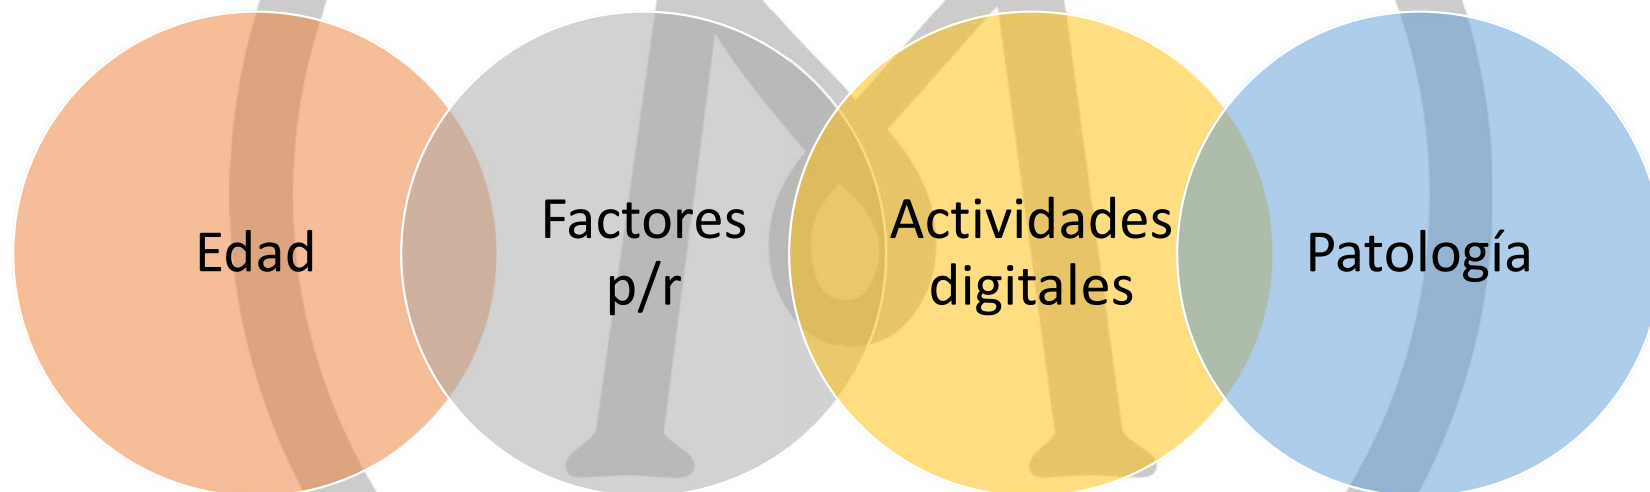 Edad
Factores
p/r
Actividades
digitales
Patología